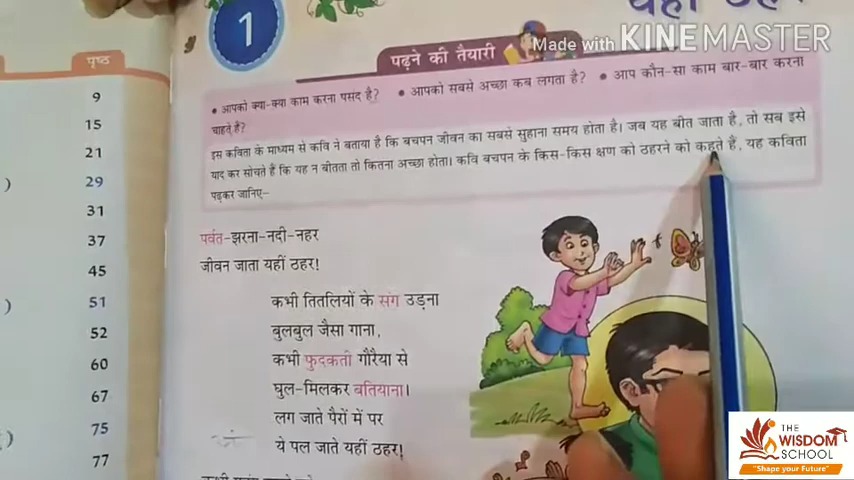 पृष्ठ
9
15
21
29
31
37
45
51
52
60
67
75
77
1
Made with KINEMASTER
पढ़ने की तैयारी
• आपको क्या-क्या काम करना पसंद है? • आपको सबसे अच्छा कब लगता है? • आप कौन-सा काम बार-बार करना
चाहते हैं?
इस कविता के माध्यम से कवि ने बताया है कि बचपन जीवन का सबसे सुहाना समय होता है। जब यह बीत जाता है, तो सब इसे
याद कर सोचते हैं कि यह न बीतता तो कितना अच्छा होता। कवि बचपन के किस-किस क्षण को ठहरने को कहते हैं, यह कविता
पढ़कर जानिए–
पर्वत-झरना-नदी-नहर
जीवन जाता यहीं ठहर!
कभी तितलियों के संग उड़ना
बुलबुल जैसा गाना,
कभी फुदकती गौरैया से
घुल-मिलकर बतियाना।
लग जाते पैरों में पर
ये पल जाते यहीं ठहर!
THE
WISDOM
SCHOOL
"Shape your Future"